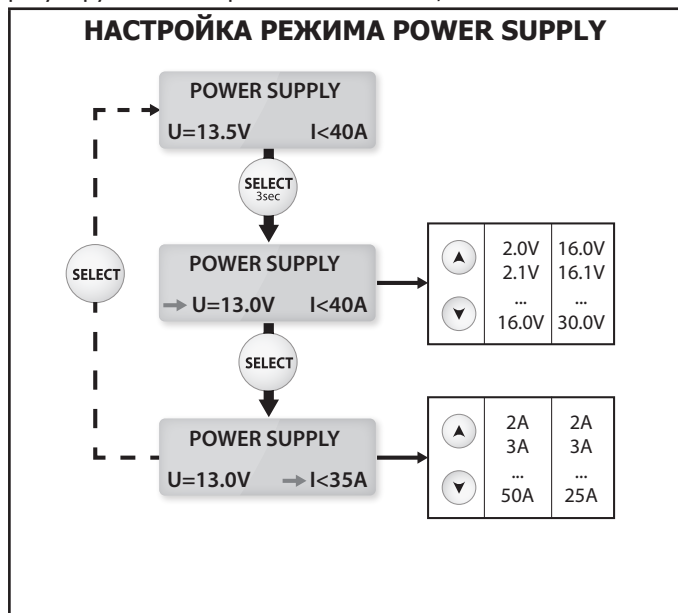 НАСТРОЙКА РЕЖИМА POWER SUPPLY
POWER SUPPLY
U=13.5V I<40A
SELECT
3sec
POWER SUPPLY
U=13.0V I<40A
2.0V 16.0V
2.1V 16.1V
... ...
16.0V 30.0V
SELECT
SELECT
POWER SUPPLY
U=13.0V I<35A
2A 2A
3A 3A
... ...
50A 25A